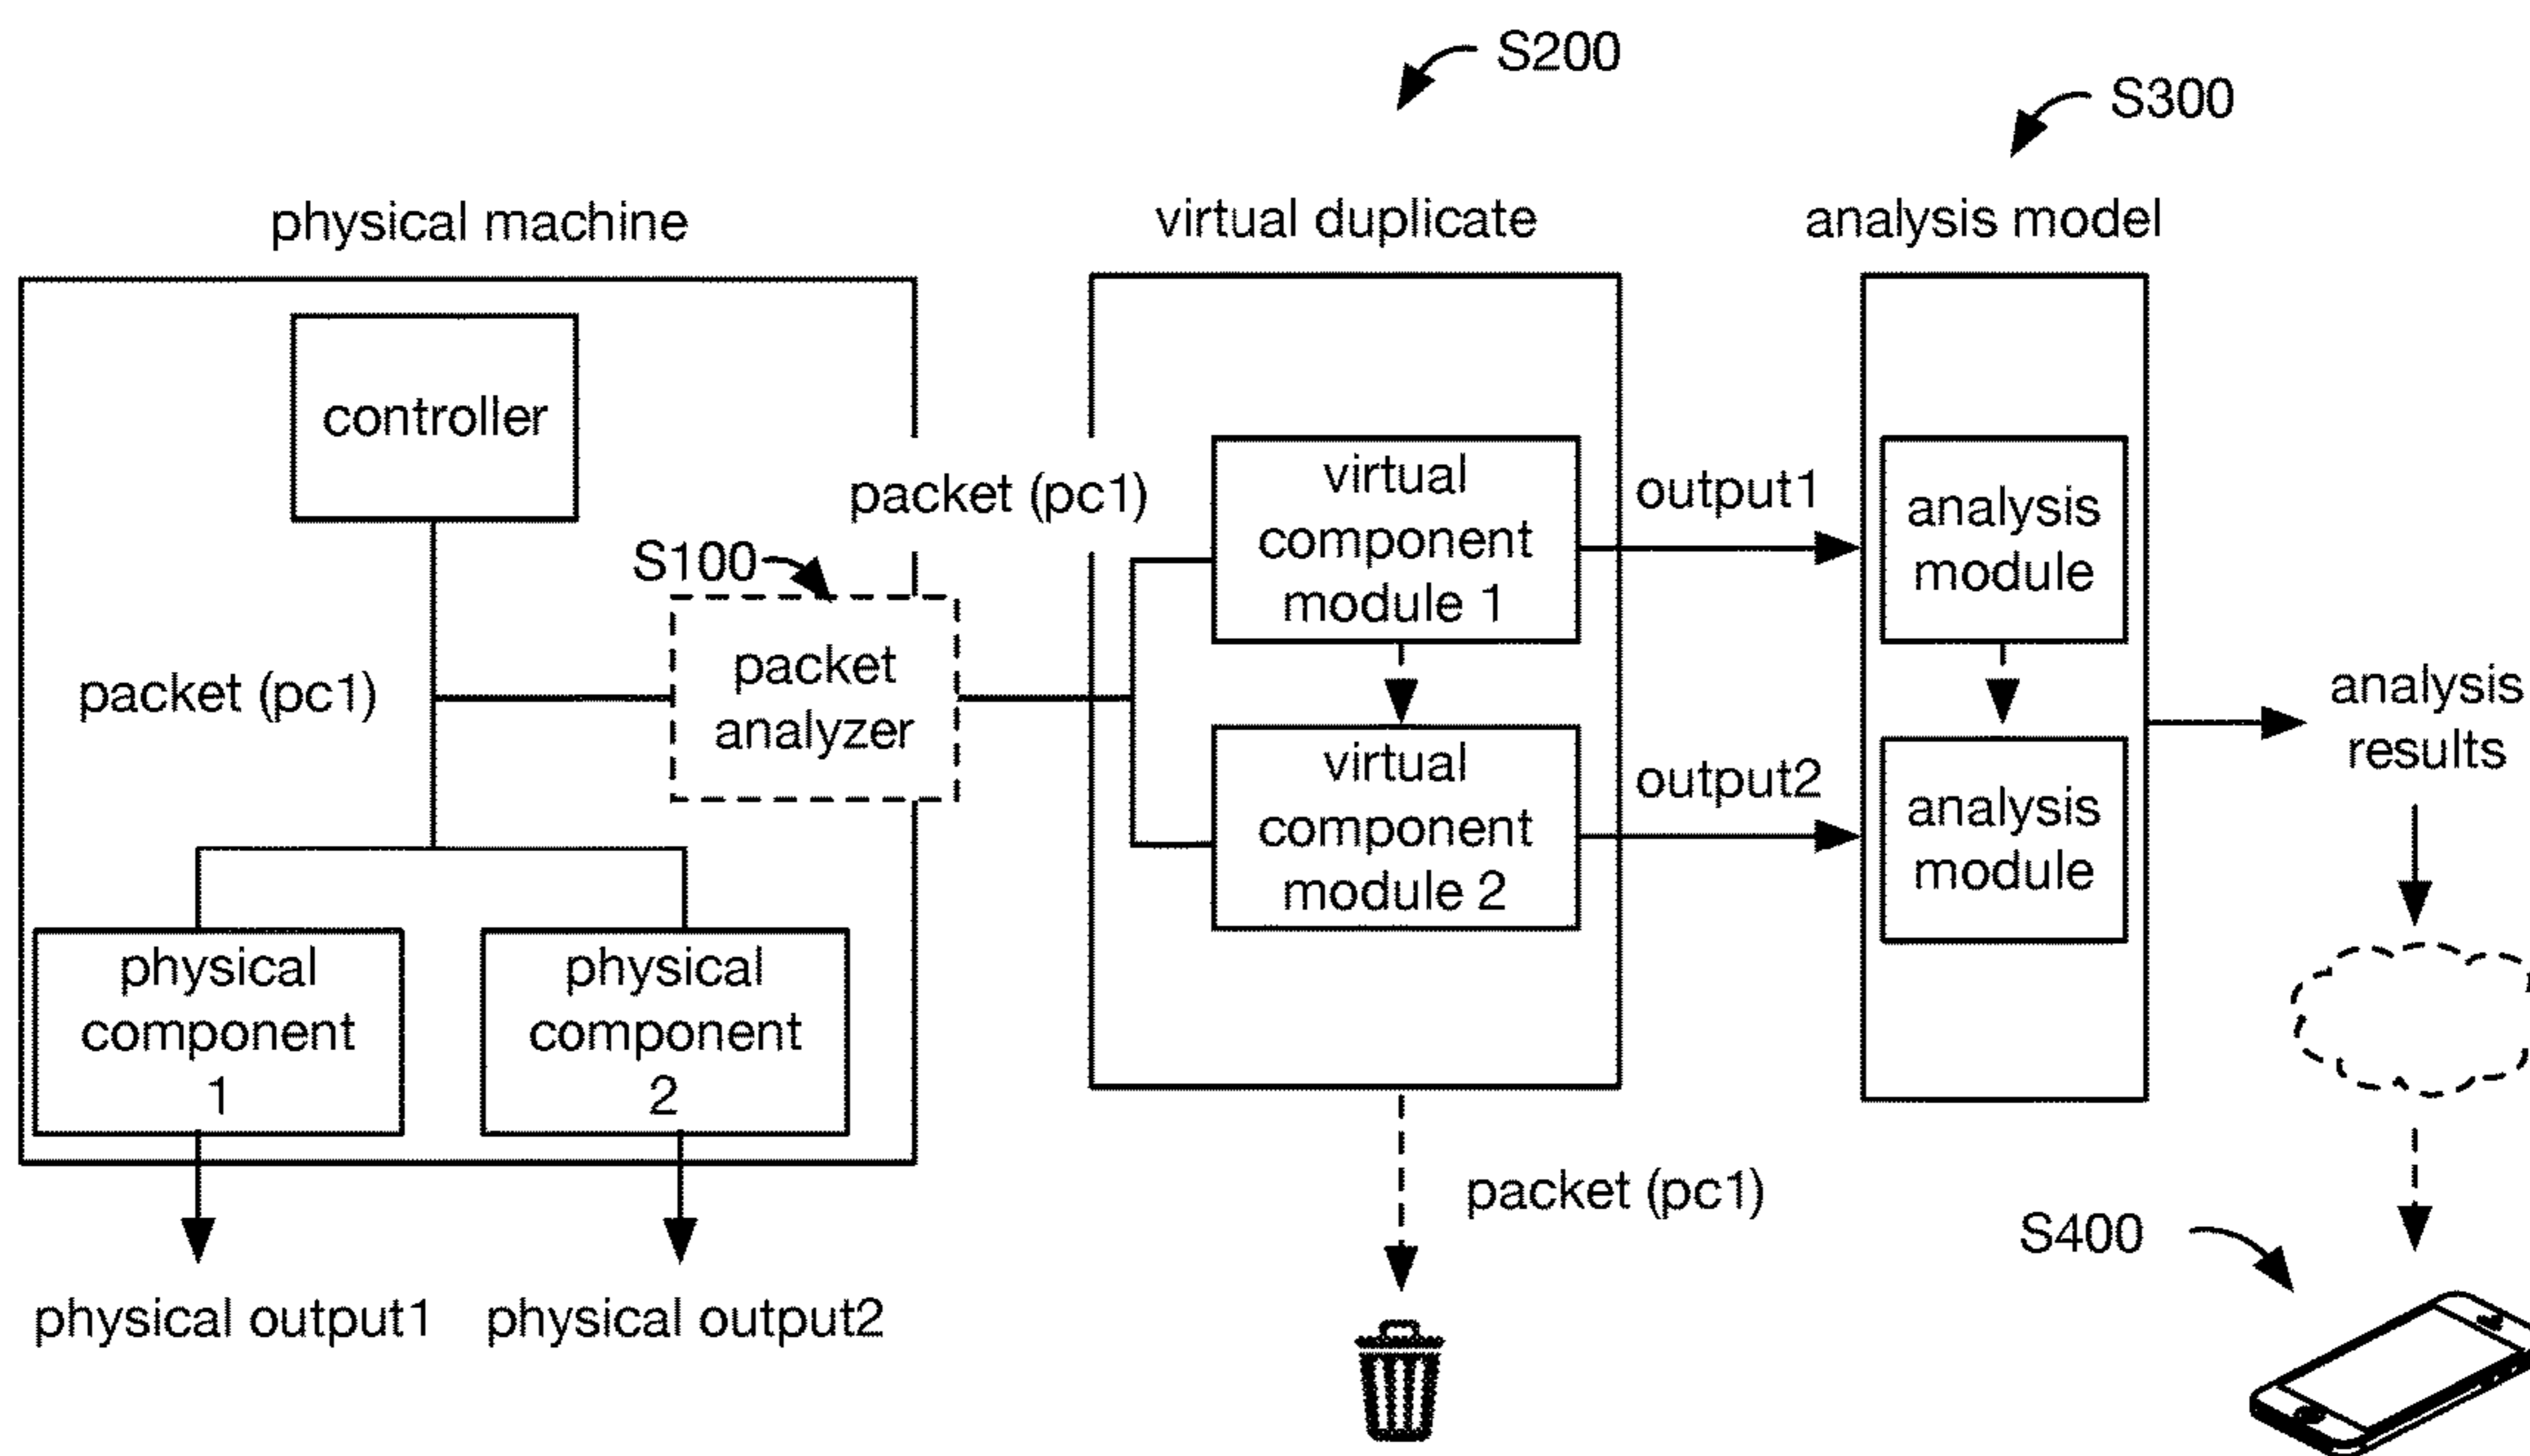 S200
S300
physical machine
virtual duplicate
analysis model
controller
packet (pc1)
S100
packet
analyzer
packet (pc1)
physical
component
1
physical
component
2
physical output1
physical output2
virtual
component
module 1
virtual
component
module 2
output1
output2
packet (pc1)
analysis
module
analysis
module
analysis
results
S400